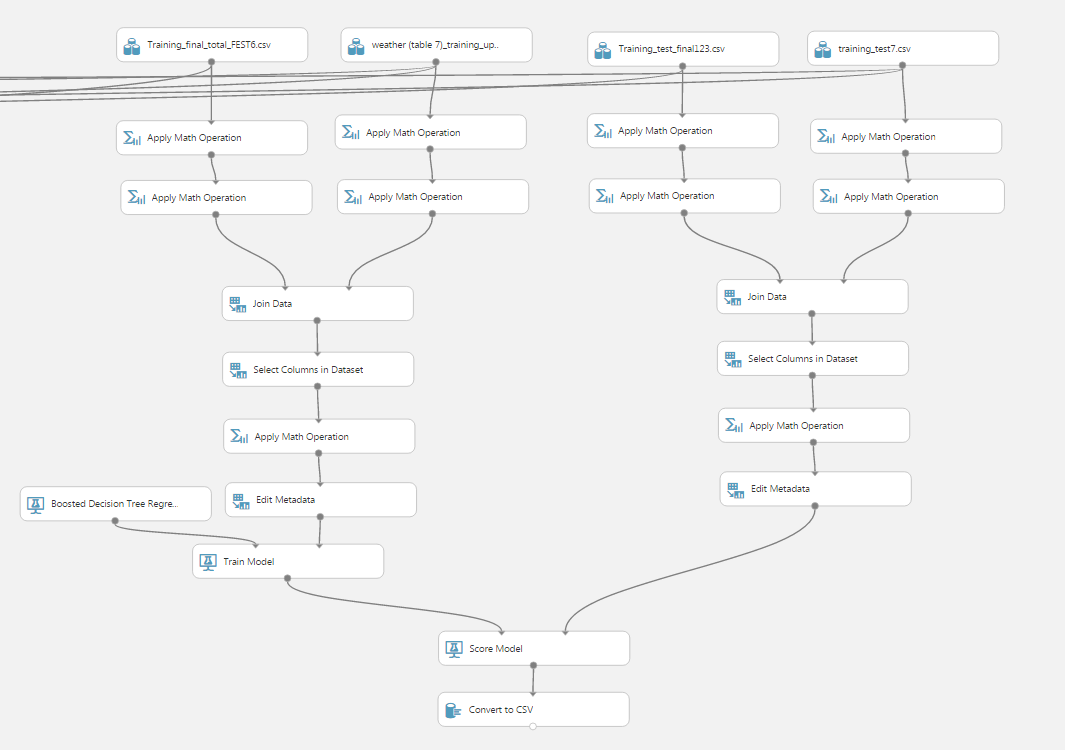 Training_final_total_FEST6.csv
weather (table 7)_training_up..
Training_test_final123.csv
training_test7.csv
Apply Math Operation
Apply Math Operation
Apply Math Operation
Apply Math Operation
Apply Math Operation
Apply Math Operation
Apply Math Operation
Apply Math Operation
Join Data
Join Data
Select Columns in Dataset
Select Columns in Dataset
Apply Math Operation
Apply Math Operation
Boosted Decision Tree Regre..
Edit Metadata
Edit Metadata
Train Model
Score Model
Convert to CSV